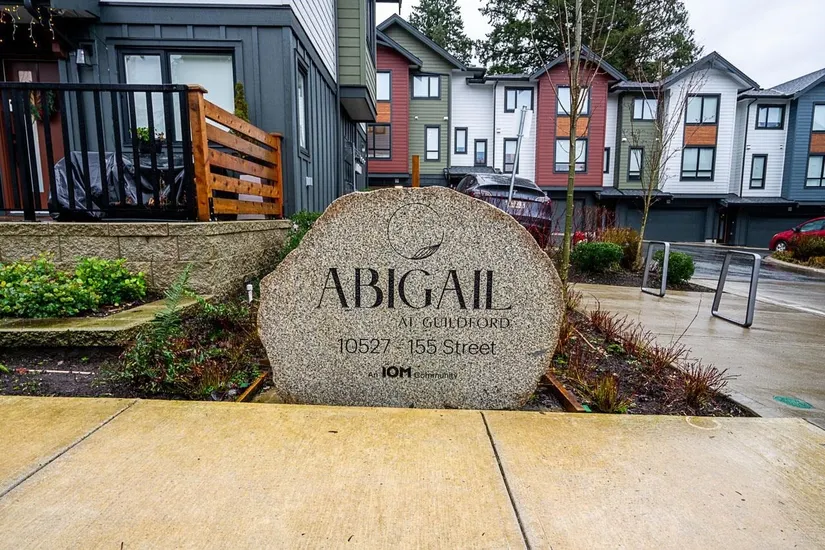 ABIGAIL
AT GUILDFORD
10527 - 155 Street
An IOM Community